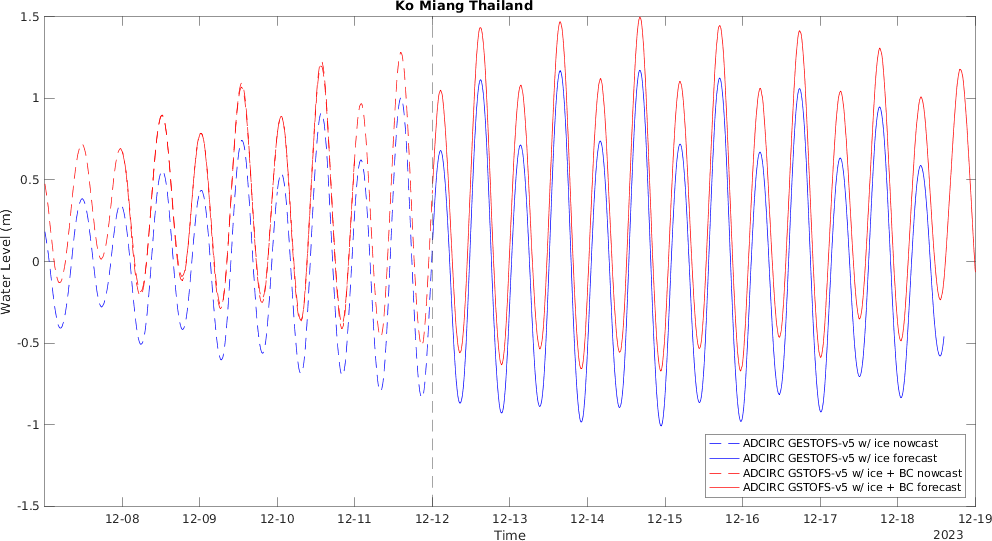 Ko Miang Thailand
Water Level (m)
1.5
1
0.5
0
-0.5
-1
-1.5
12-08 12-09 12-10 12-11 12-12 12-13 12-14 12-15 12-16 12-17 12-18 12-19
Time
2023
ADCIRC GESTOFS-v5 w/ ice nowcast
ADCIRC GESTOFS-v5 w/ ice forecast
ADCIRC GSTOFS-v5 w/ ice + BC nowcast
ADCIRC GSTOFS-v5 w/ ice + BC forecast